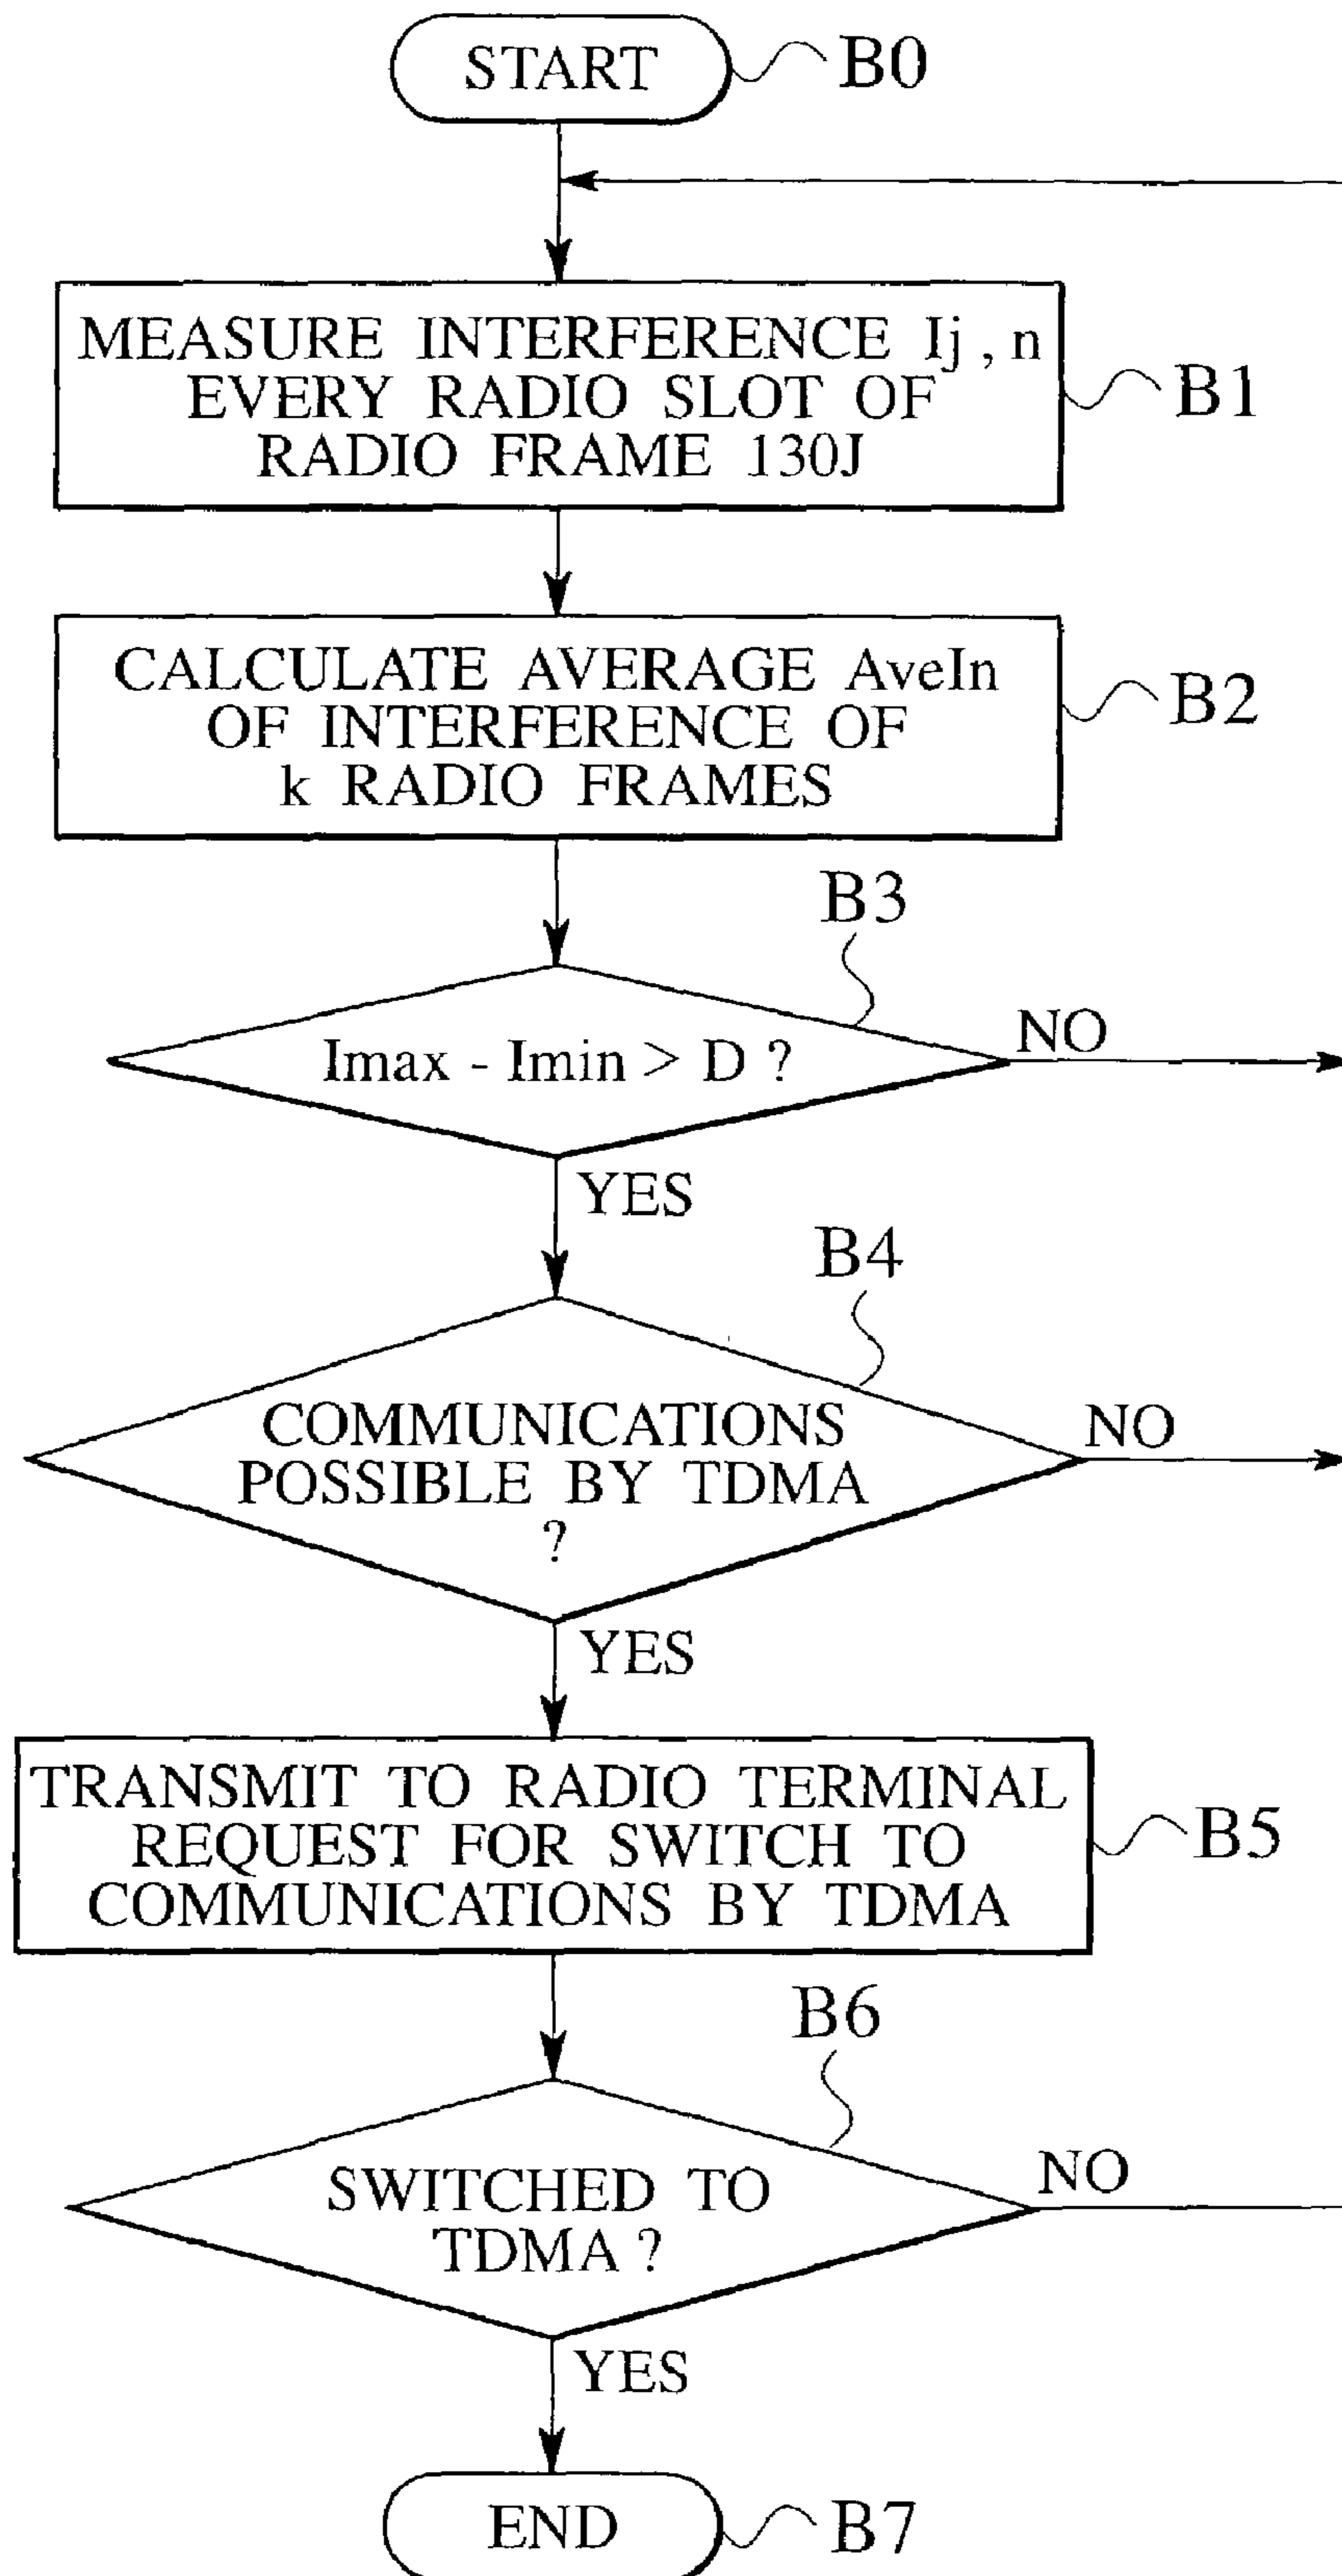 START
B0
MEASURE INTERFERENCE Ij , n
EVERY RADIO SLOT OF
RADIO FRAME 130J
B1
CALCULATE AVERAGE AveIn
OF INTERFERENCE OF
k RADIO FRAMES
B2
B3
Imax - Imin > D ?
NO
YES
B4
COMMUNICATIONS
POSSIBLE BY TDMA
?
NO
YES
TRANSMIT TO RADIO TERMINAL
REQUEST FOR SWITCH TO
COMMUNICATIONS BY TDMA
B5
B6
SWITCHED TO
TDMA ?
NO
YES
END
B7